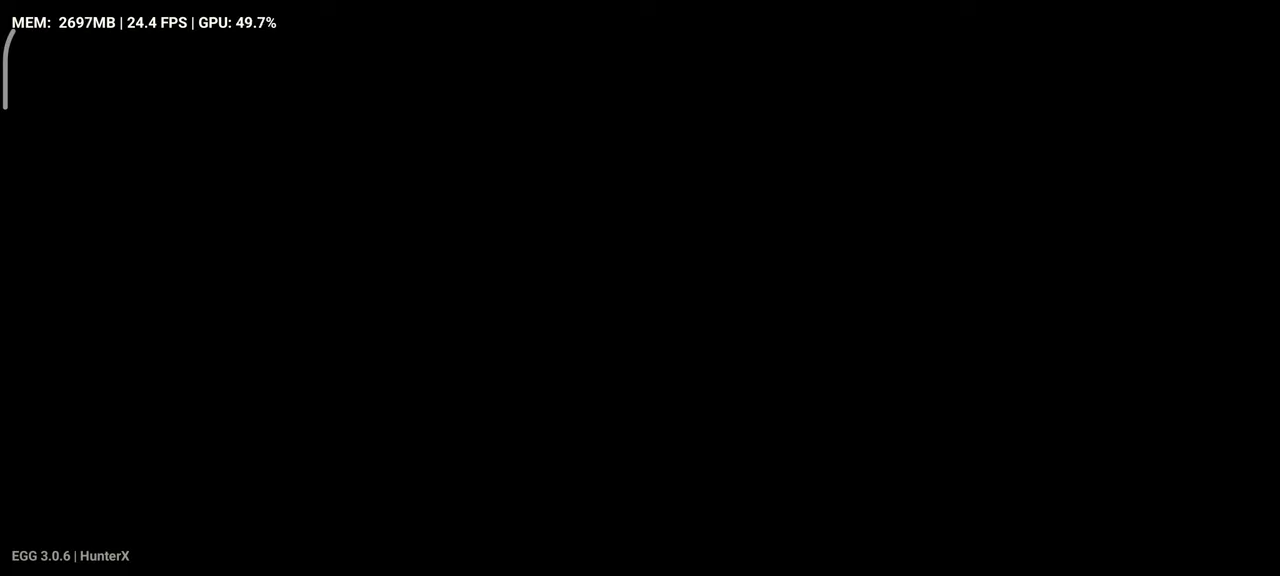 MEM:  2697MB | 24.4 FPS | GPU: 49.7%
EGG 3.0.6 | HunterX